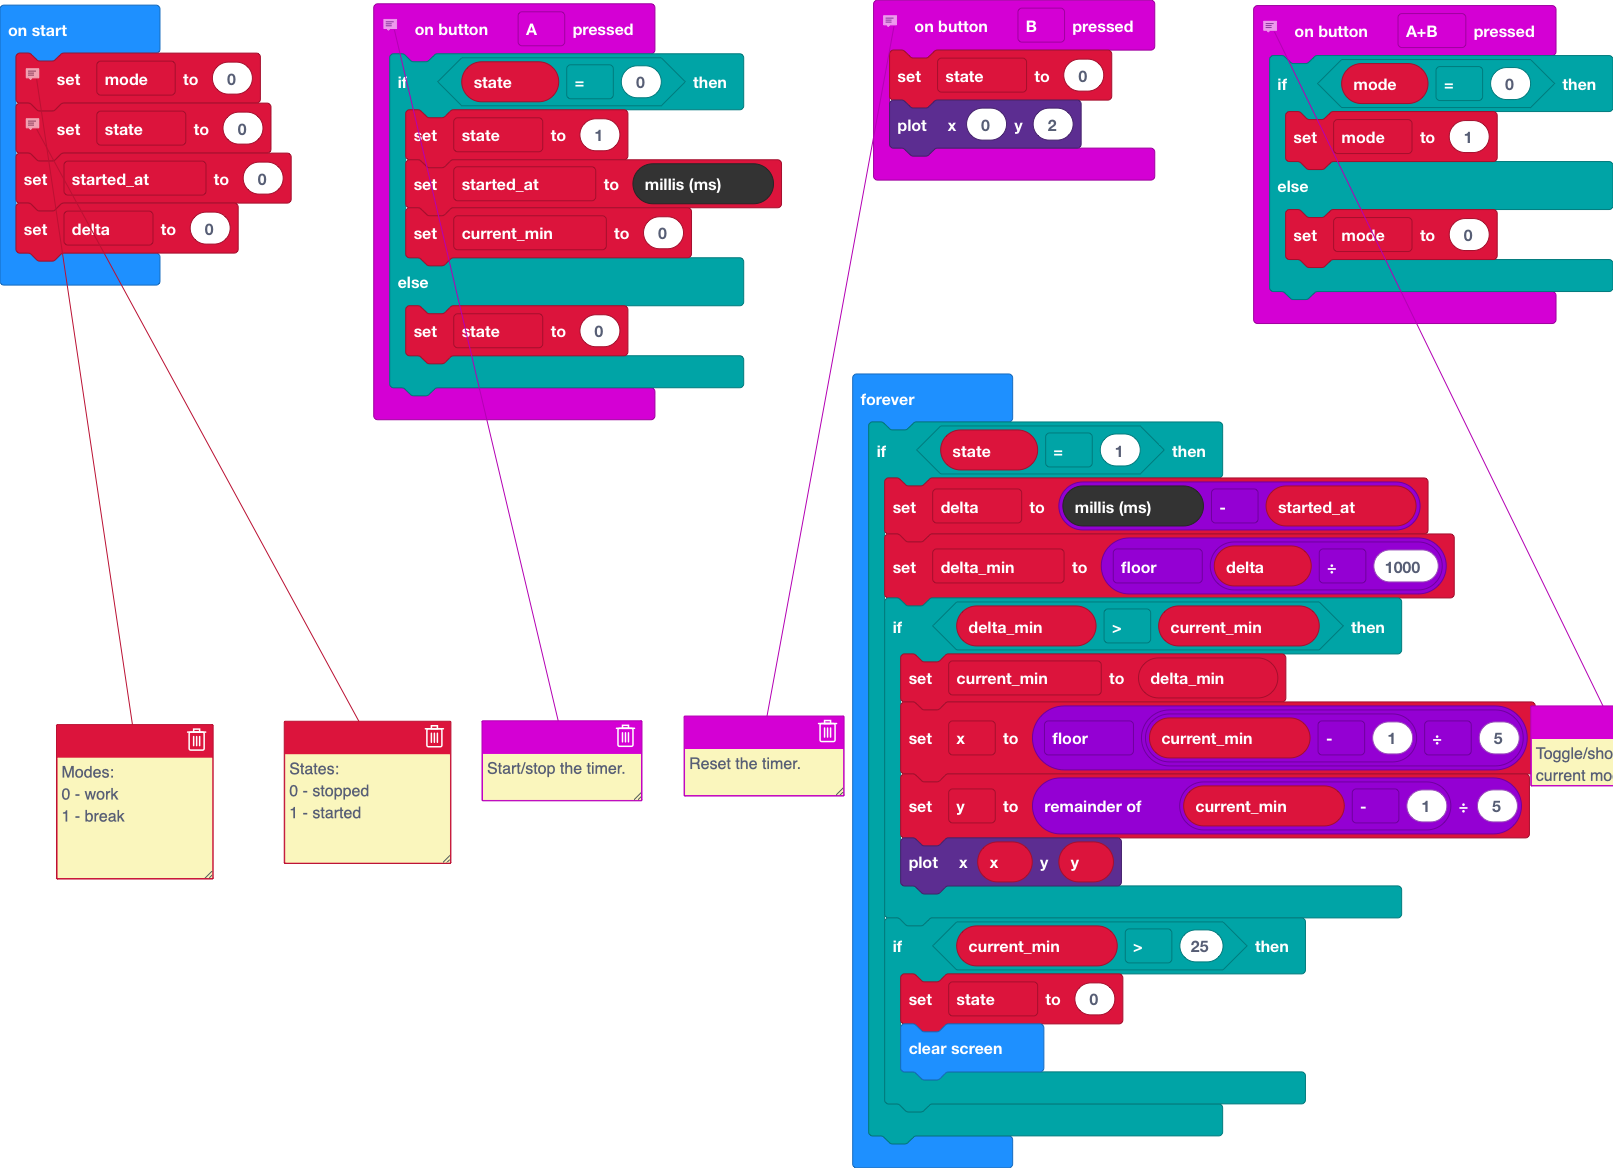 on start
set mode to 0
set state to 0
set started_at to 0
set delta to 0
on button A pressed
if state = 0 then
set state to 1
set started_at to millis (ms)
set current_min to 0
else
set state to 0
on button B pressed
set state to 0
plot x 0 y 2
on button A+B pressed
if mode = 0 then
set mode to 1
else
set mode to 0
forever
if state = 1 then
set delta to millis (ms) - started_at
set delta_min to floor delta ÷ 1000
if delta_min > current_min then
set current_min to delta_min
set x to floor current_min - 1 ÷ 5
set y to remainder of current_min - 1 ÷ 5
plot x x y y
if current_min > 25 then
set state to 0
clear screen
Modes:
0 - work
1 - break
States:
0 - stopped
1 - started
Start/stop the timer.
Reset the timer.
Toggle/sho
current mo